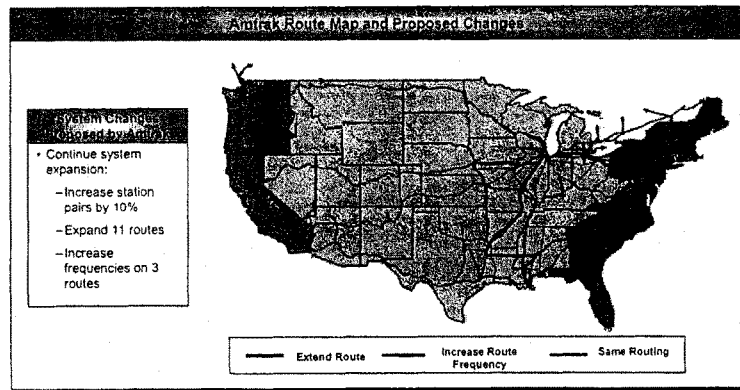 Amtrak Route Map and Proposed Changes
System Changes
Proposed by Amtrak
• Continue system
expansion:
–Increase station
pairs by 10%
–Expand 11 routes
–Increase
frequencies on 3
routes
Extend Route
Increase Route
Frequency
Same Routing